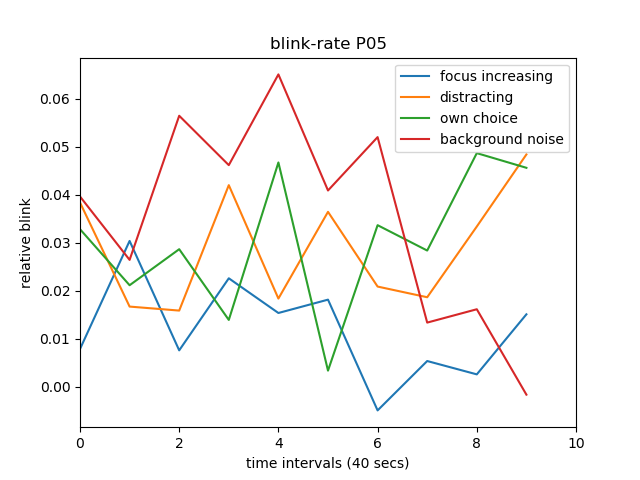 blink-rate P05
focus increasing
distracting
own choice
background noise
relative blink
0.06
0.05
0.04
0.03
0.02
0.01
0.00
0 2 4 6 8 10
time intervals (40 secs)